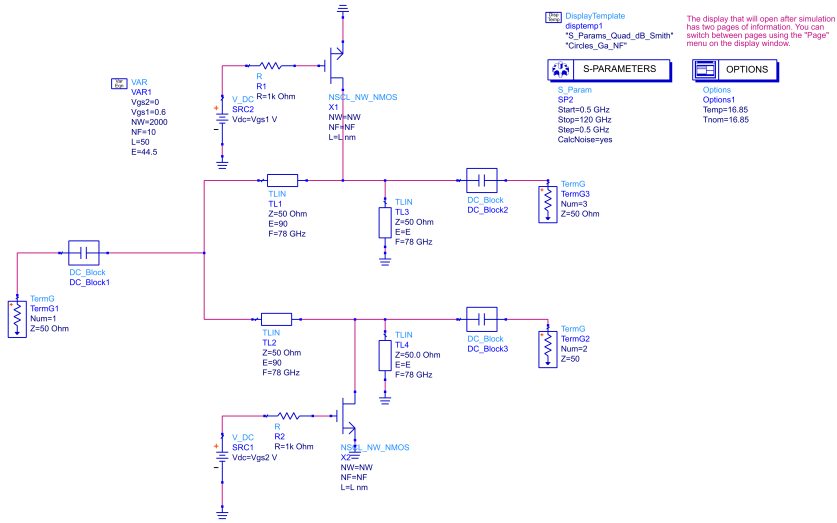 Disp
Temp
DisplayTemplate
disptemp1
"S_Params_Quad_dB_Smith"
"Circles_Ga_NF"
The display that will open after simulation
has two pages of information. You can
switch between pages using the "Page"
menu on the display window.
S-PARAMETERS
S_Param
SP2
Start=0.5 GHz
Stop=120 GHz
Step=0.5 GHz
CalcNoise=yes
OPTIONS
Options
Options1
Temp=16.85
Tnom=16.85
Var
Eqn
VAR
VAR1
Vgs2=0
Vgs1=0.6
NW=2000
NF=10
L=50
E=44.5
R
R1
R=1k Ohm
V_DC
SRC2
Vdc=Vgs1 V
NSCL_NW_NMOS
X1
NW=NW
NF=NF
L=L nm
TLIN
TL1
Z=50 Ohm
E=90
F=78 GHz
TLIN
TL3
Z=50 Ohm
E=E
F=78 GHz
DC_Block
DC_Block2
TermG
TermG3
Num=3
Z=50 Ohm
DC_Block
DC_Block1
TermG
TermG1
Num=1
Z=50 Ohm
TLIN
TL2
Z=50 Ohm
E=90
F=78 GHz
TLIN
TL4
Z=50.0 Ohm
E=E
F=78 GHz
DC_Block
DC_Block3
TermG
TermG2
Num=2
Z=50
R
R2
R=1k Ohm
V_DC
SRC1
Vdc=Vgs2 V
NSCL_NW_NMOS
X2
NW=NW
NF=NF
L=L nm